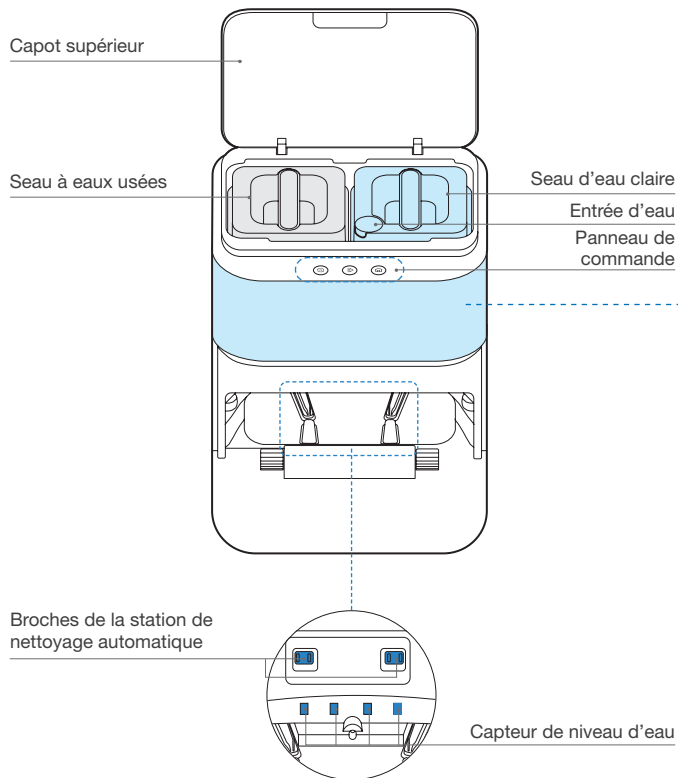 Capot supérieur
Seau à eaux usées
Seau d’eau claire
Entrée d’eau
Panneau de
commande
Broches de la station de
nettoyage automatique
Capteur de niveau d’eau